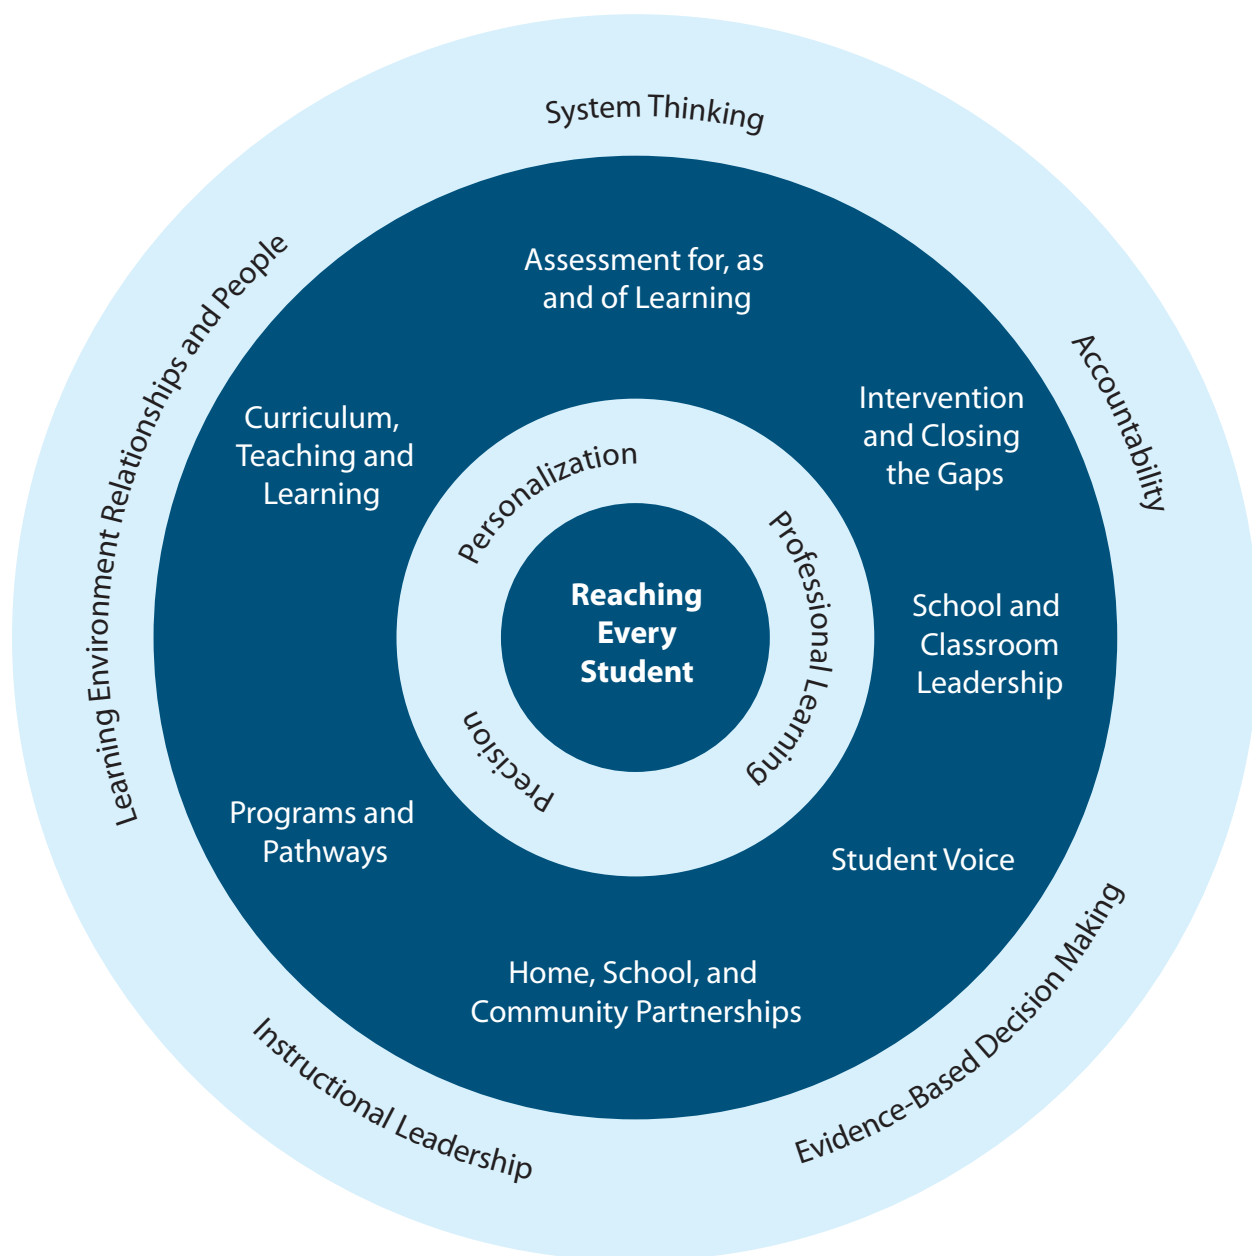 System Thinking
Learning Environment Relationships and People
Accountability
Assessment for, as
and of Learning
Curriculum,
Teaching and
Learning
Intervention
and Closing
the Gaps
Personalization
Professional Learning
Precision
Reaching
Every
Student
School and
Classroom
Leadership
Programs and
Pathways
Student Voice
Home, School, and
Community Partnerships
Instructional Leadership
Evidence-Based Decision Making